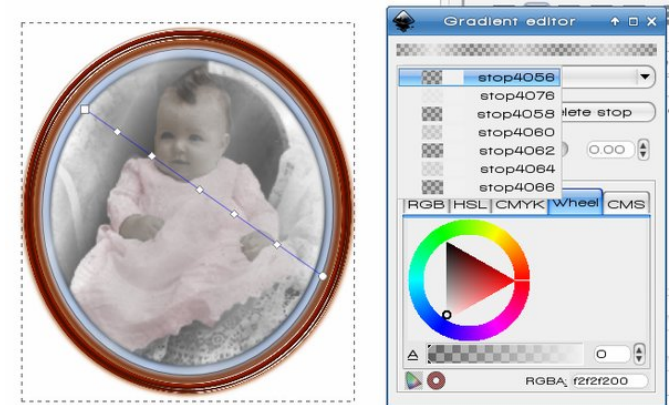 Gradient editor
stop4056
stop4076
stop4058
elete stop
stop4060
stop4062
0.00
stop4064
stop4066
RGB HSL CMYK Wheel CMS
A 0
RGBA: f2f2f200